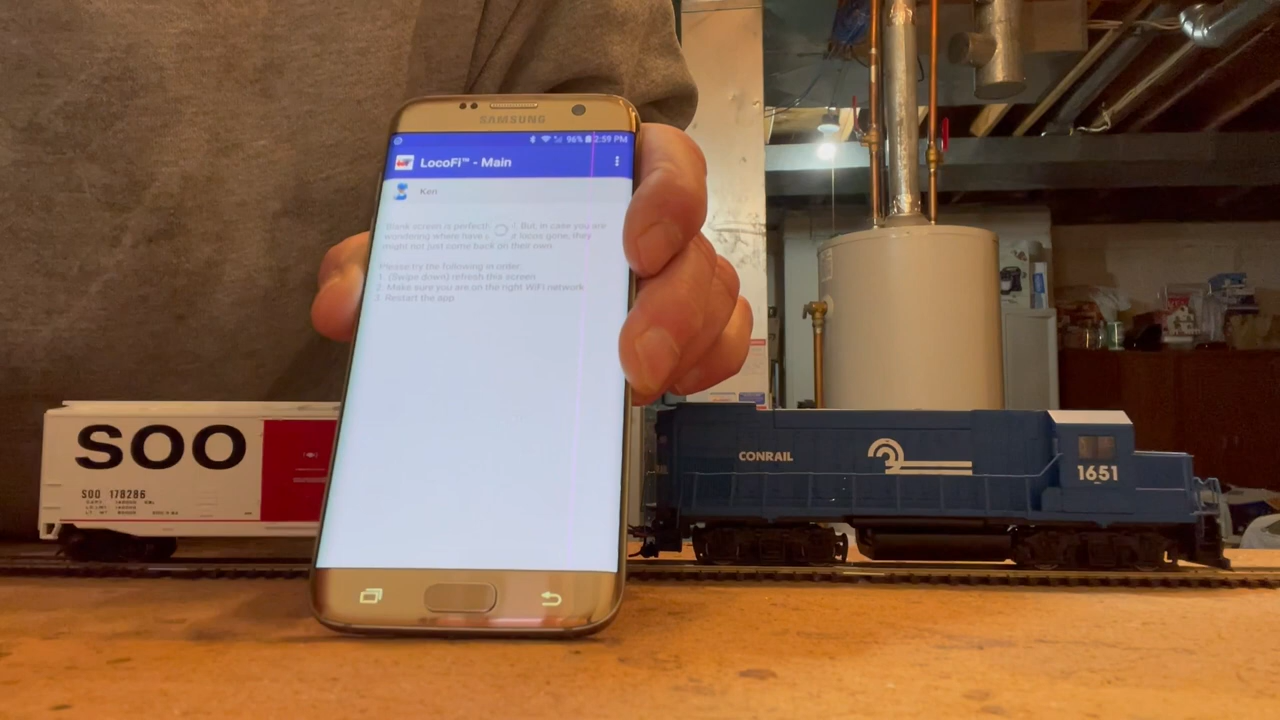 SAMSUNG
96% 2:59 PM
LocoFi™ - Main
Ken
Blank screen is perfectly But, in case you are
wondering where have locos gone, they
might not just come back on their own.
Please try the following in order:
1. (Swipe down) refresh this screen
2. Make sure you are on the right WiFi network
3. Restart the app.
SOO
SOO 178286
CONRAIL
1651